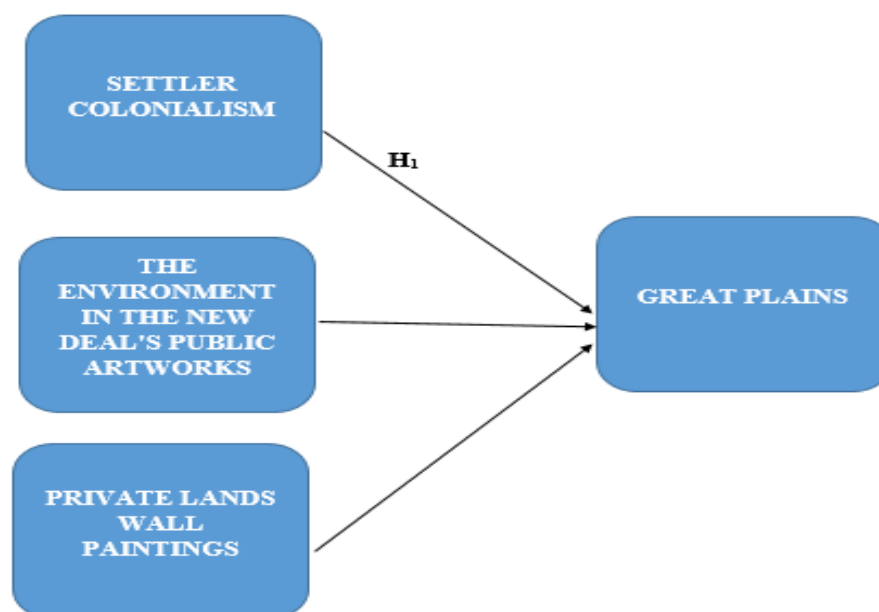 SETTLER
COLONIALISM
H₁
THE
ENVIRONMENT
IN THE NEW
DEAL'S PUBLIC
ARTWORKS
GREAT PLAINS
PRIVATE LANDS
WALL
PAINTINGS